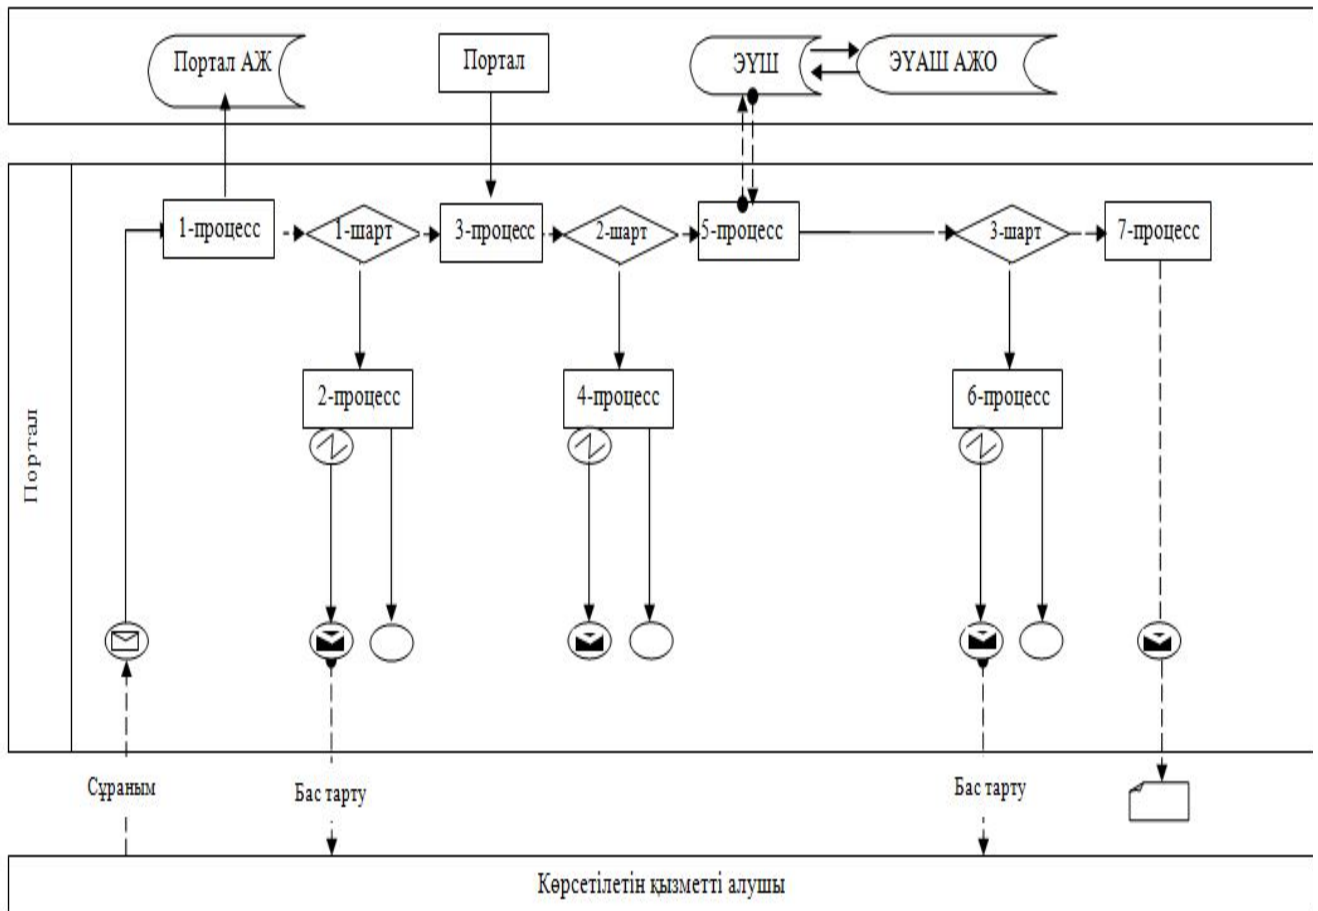 Портал АЖ
Портал
ЭҮШ
ЭҮАШ АЖО
Портал
1-процесс
1-шарт
3-процесс
2-шарт
5-процесс
3-шарт
7-процесс
2-процесс
4-процесс
6-процесс
Сұраным
Бас тарту
Бас тарту
Көрсетілетін қызметті алушы